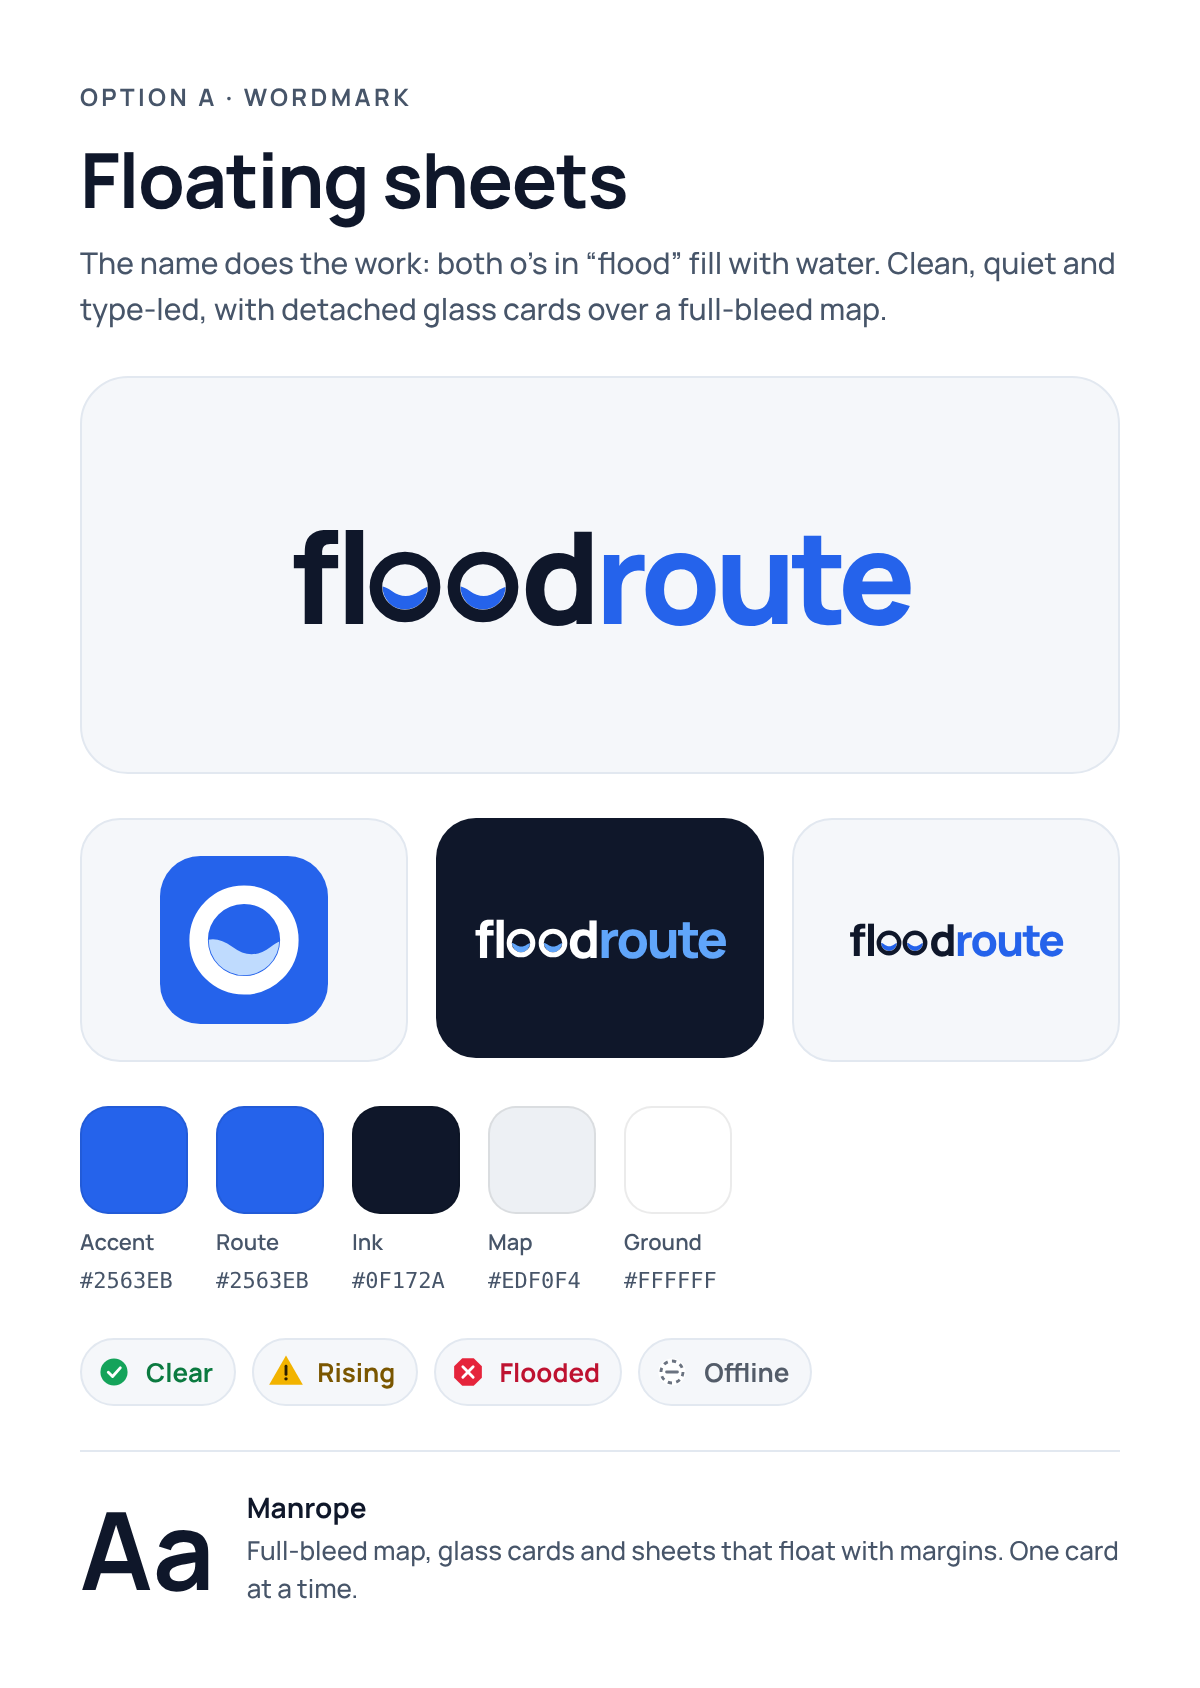 OPTION A · WORDMARK
Floating sheets
The name does the work: both o’s in “flood” fill with water. Clean, quiet and
type-led, with detached glass cards over a full-bleed map.
floodroute
floodroute
floodroute
Accent
Route
Ink
Map
Ground
#2563EB
#2563EB
#0F172A
#EDF0F4
#FFFFFF
Clear
Rising
Flooded
Offline
Aa
Manrope
Full-bleed map, glass cards and sheets that float with margins. One card
at a time.